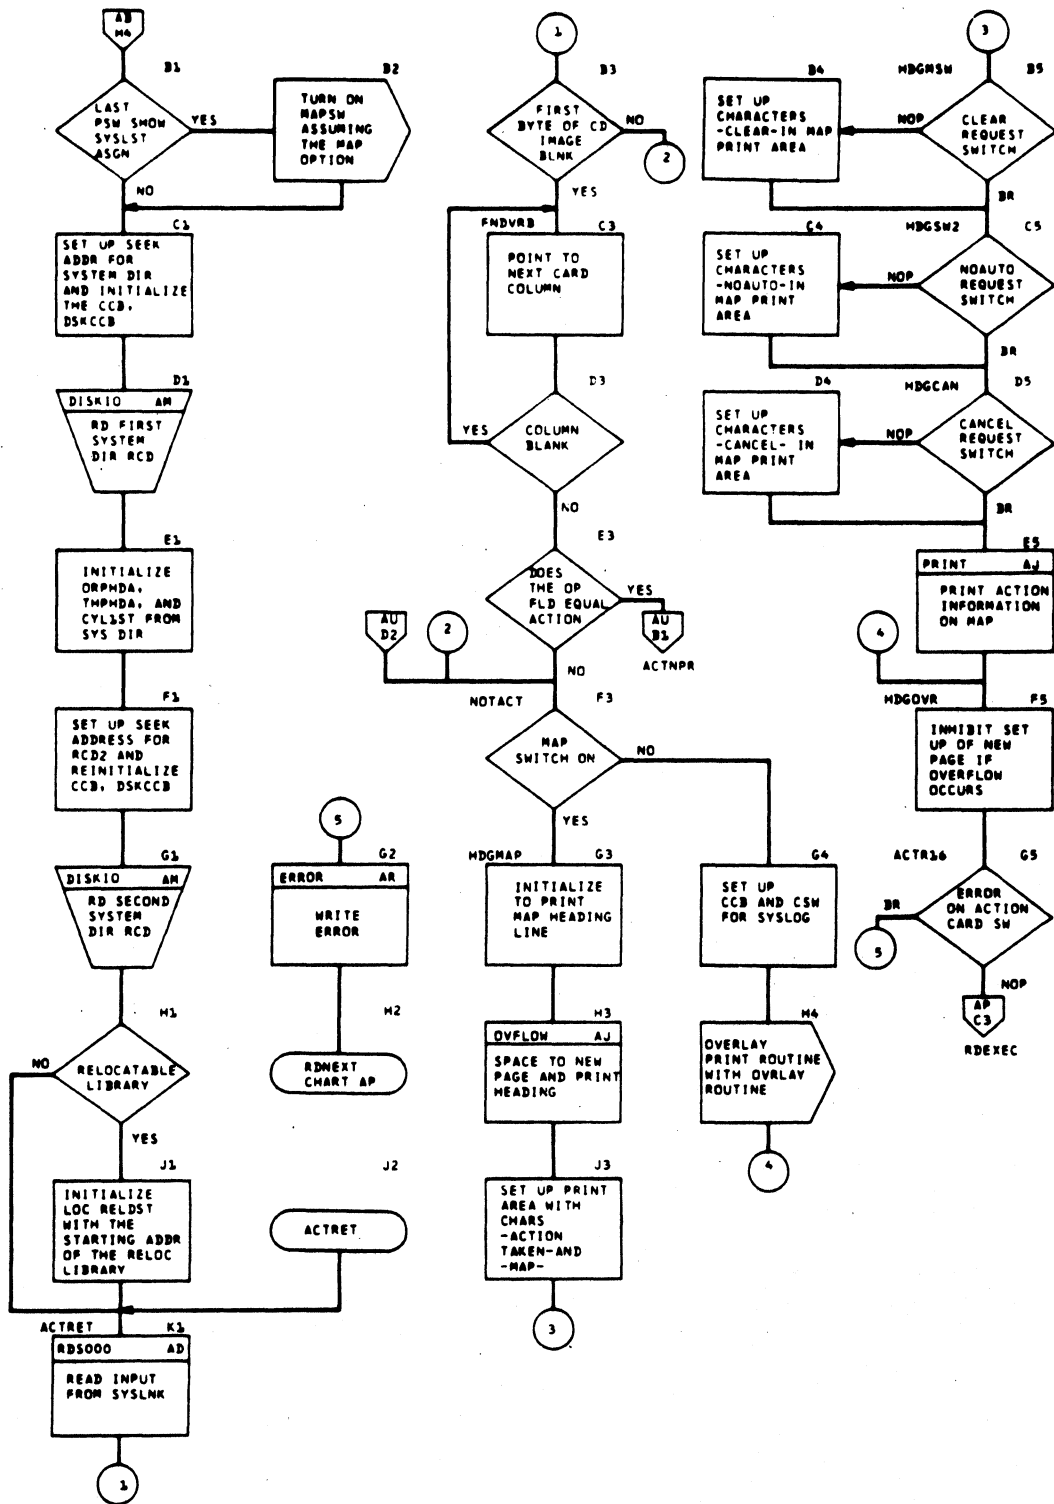 AB
H4
B1
LAST
PSW SHOW
SYSLST
ASGN
YES
NO
B2
TURN ON
MAPSW
ASSUMING
THE MAP
OPTION
C1
SET UP SEEK
ADDR FOR
SYSTEM DIR
AND INITIALIZE
THE CCB,
DSKCCB
D1
DISKIO AM
RD FIRST
SYSTEM
DIR RCD
E1
INITIALIZE
ORPHDA,
THPHDA, AND
CYL1ST FROM
SYS DIR
F1
SET UP SEEK
ADDRESS FOR
RCD2 AND
REINITIALIZE
CCB, DSKCCB
G1
DISKIO AM
RD SECOND
SYSTEM
DIR RCD
H1
NO
RELOCATABLE
LIBRARY
YES
J1
INITIALIZE
LOC RELDST
WITH THE
STARTING ADDR
OF THE RELOC
LIBRARY
ACTRET K1
RDS000 AD
READ INPUT
FROM SYSLNK
1
5
G2
ERROR AR
WRITE
ERROR
H2
RDNEXT
CHART AP
J2
ACTRET
1
B3
FIRST
BYTE OF CD
IMAGE
BLNK
NO
2
YES
FNDVRB C3
POINT TO
NEXT CARD
COLUMN
D3
YES
COLUMN
BLANK
NO
E3
DOES
THE OP
FLD EQUAL
ACTION
YES
AU
B1
ACTNPR
AU
D2
2
NO
NOTACT F3
MAP
SWITCH ON
NO
YES
HDGMAP G3
INITIALIZE
TO PRINT
MAP HEADING
LINE
H3
OVFLOW AJ
SPACE TO NEW
PAGE AND PRINT
HEADING
J3
SET UP PRINT
AREA WITH
CHARS
-ACTION
TAKEN-AND
-MAP-
3
G4
SET UP
CCB AND CSW
FOR SYSLOG
H4
OVERLAY
PRINT ROUTINE
WITH OVRLAY
ROUTINE
4
3
HDGMSW B5
CLEAR
REQUEST
SWITCH
NOP
BR
B4
SET UP
CHARACTERS
-CLEAR-IN MAP
PRINT AREA
HDGSW2 C5
NOAUTO
REQUEST
SWITCH
NOP
BR
C4
SET UP
CHARACTERS
-NOAUTO-IN
MAP PRINT
AREA
HDGCAN D5
CANCEL
REQUEST
SWITCH
NOP
BR
D4
SET UP
CHARACTERS
-CANCEL- IN
MAP PRINT
AREA
E5
PRINT AJ
PRINT ACTION
INFORMATION
ON MAP
4
HDGOVR F5
INHIBIT SET
UP OF NEW
PAGE IF
OVERFLOW
OCCURS
ACTR16 G5
ERROR
ON ACTION
CARD SW
BR
5
NOP
AP
C3
RDEXEC